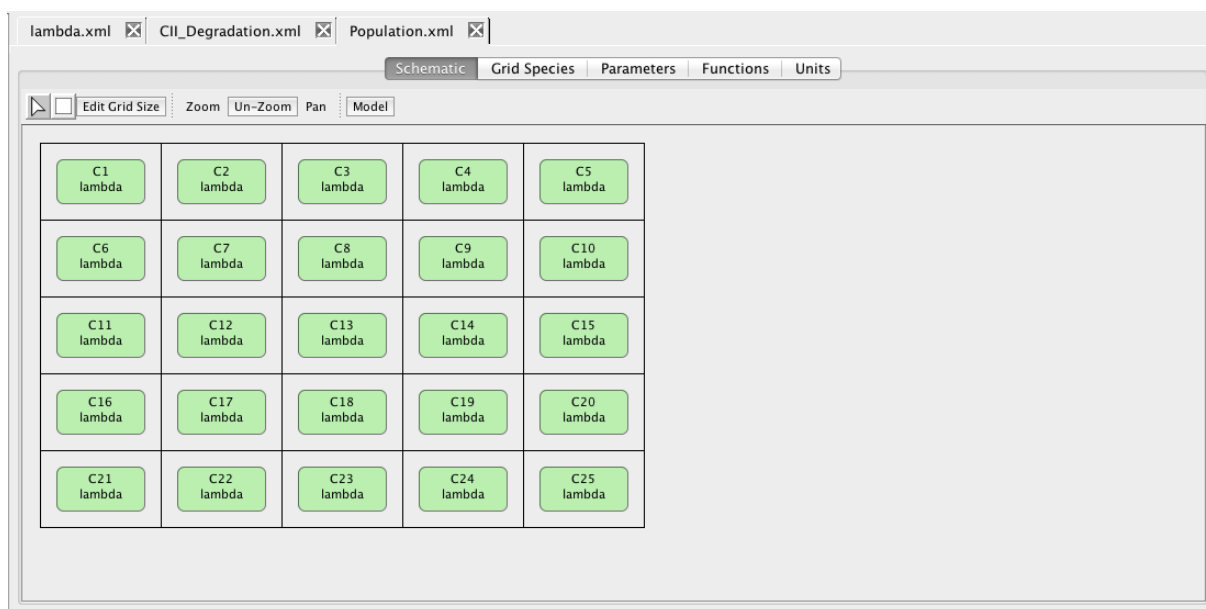 lambda.xml CII_Degradation.xml Population.xml
Schematic Grid Species Parameters Functions Units
Edit Grid Size Zoom Un-Zoom Pan Model
C1 C2 C3 C4 C5
lambda lambda lambda lambda lambda
C6 C7 C8 C9 C10
lambda lambda lambda lambda lambda
C11 C12 C13 C14 C15
lambda lambda lambda lambda lambda
C16 C17 C18 C19 C20
lambda lambda lambda lambda lambda
C21 C22 C23 C24 C25
lambda lambda lambda lambda lambda